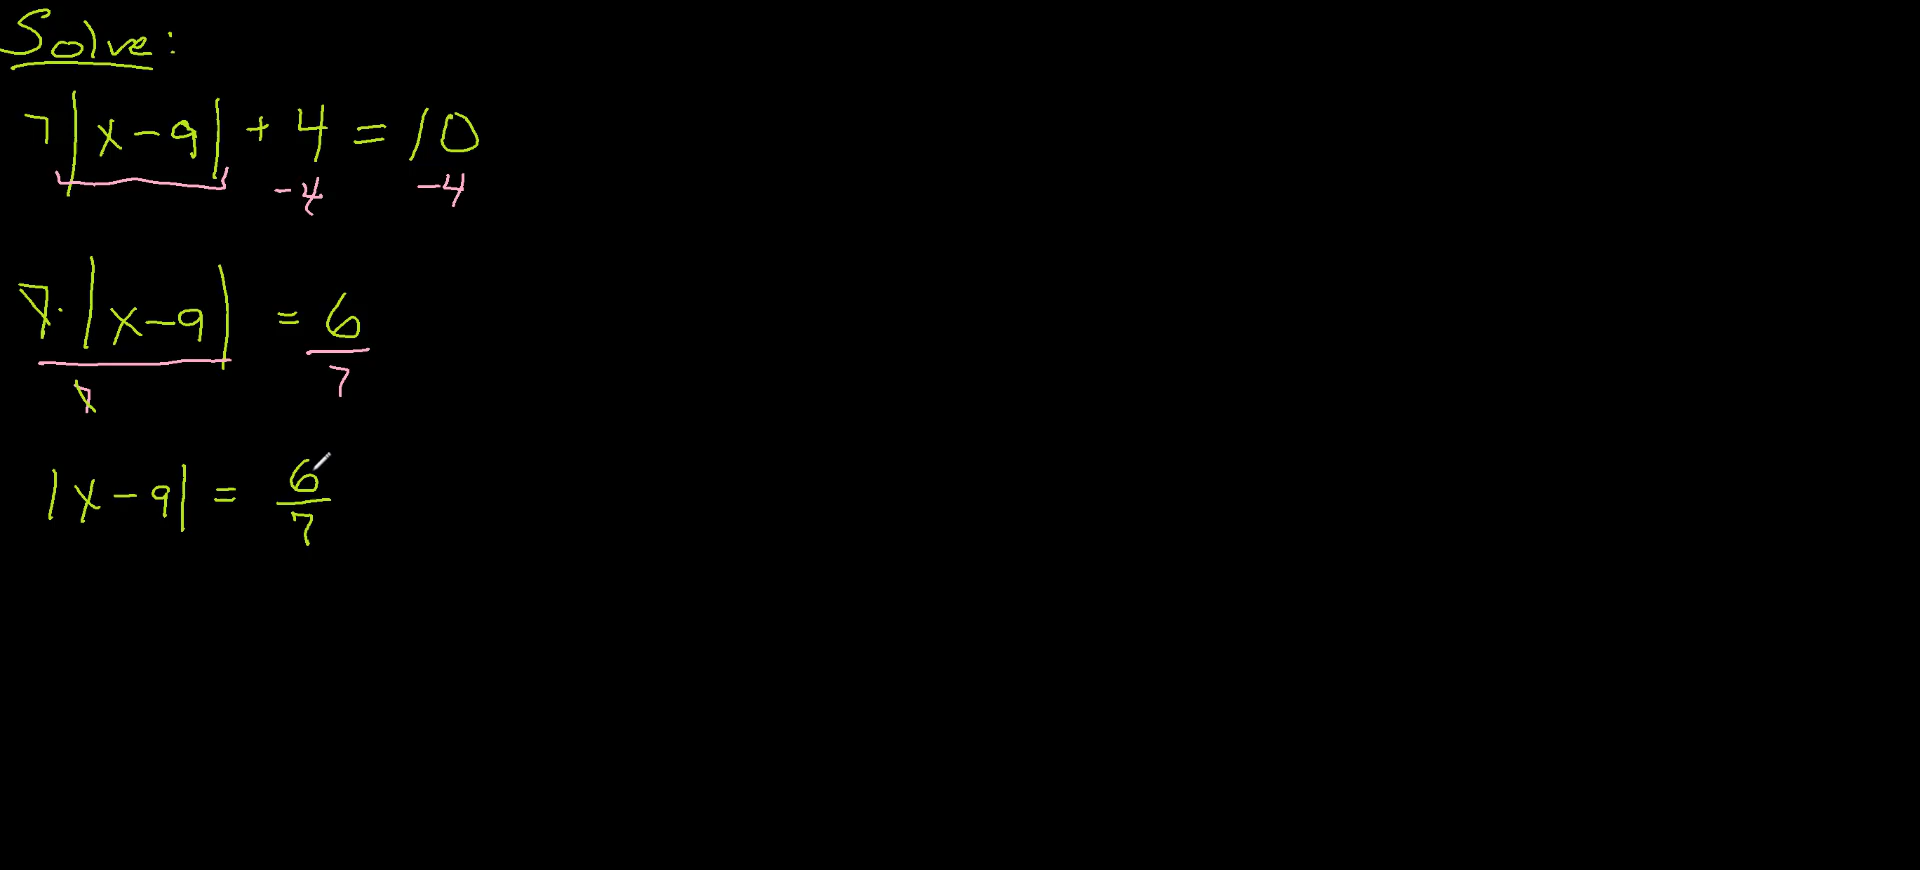 Solve:
7|x-9| + 4 = 10
-4 -4
7·|x-9| = 6
7 7
|x-9| = 6/7